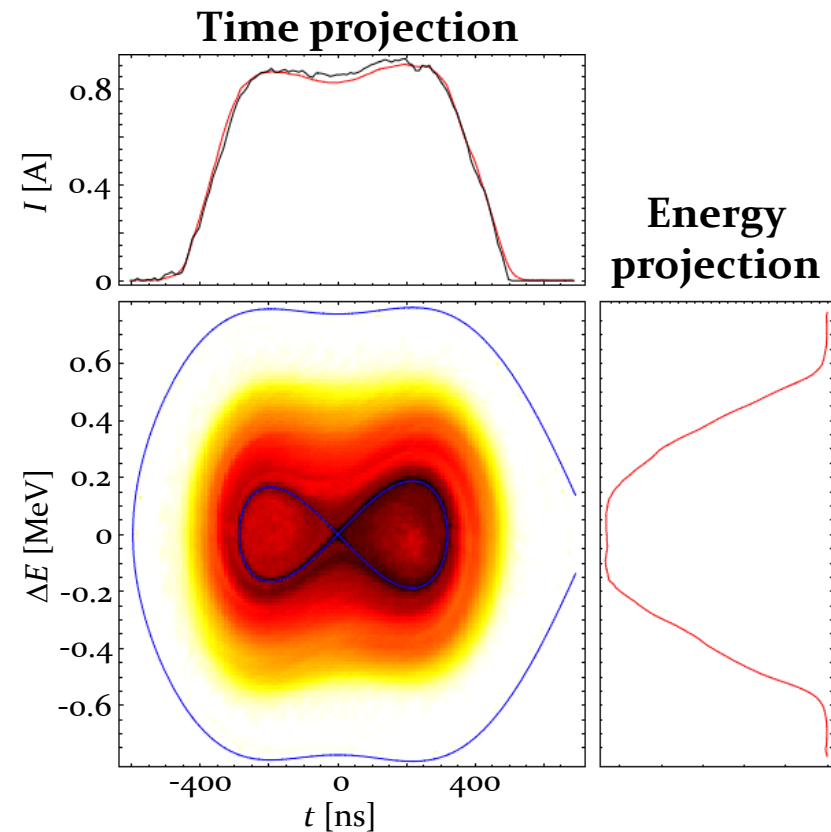 Time projection
0.8
0.4
0
I [A]
Energy
projection
0.6
0.4
0.2
0
-0.2
-0.4
-0.6
ΔE [MeV]
-400 0 400
t [ns]